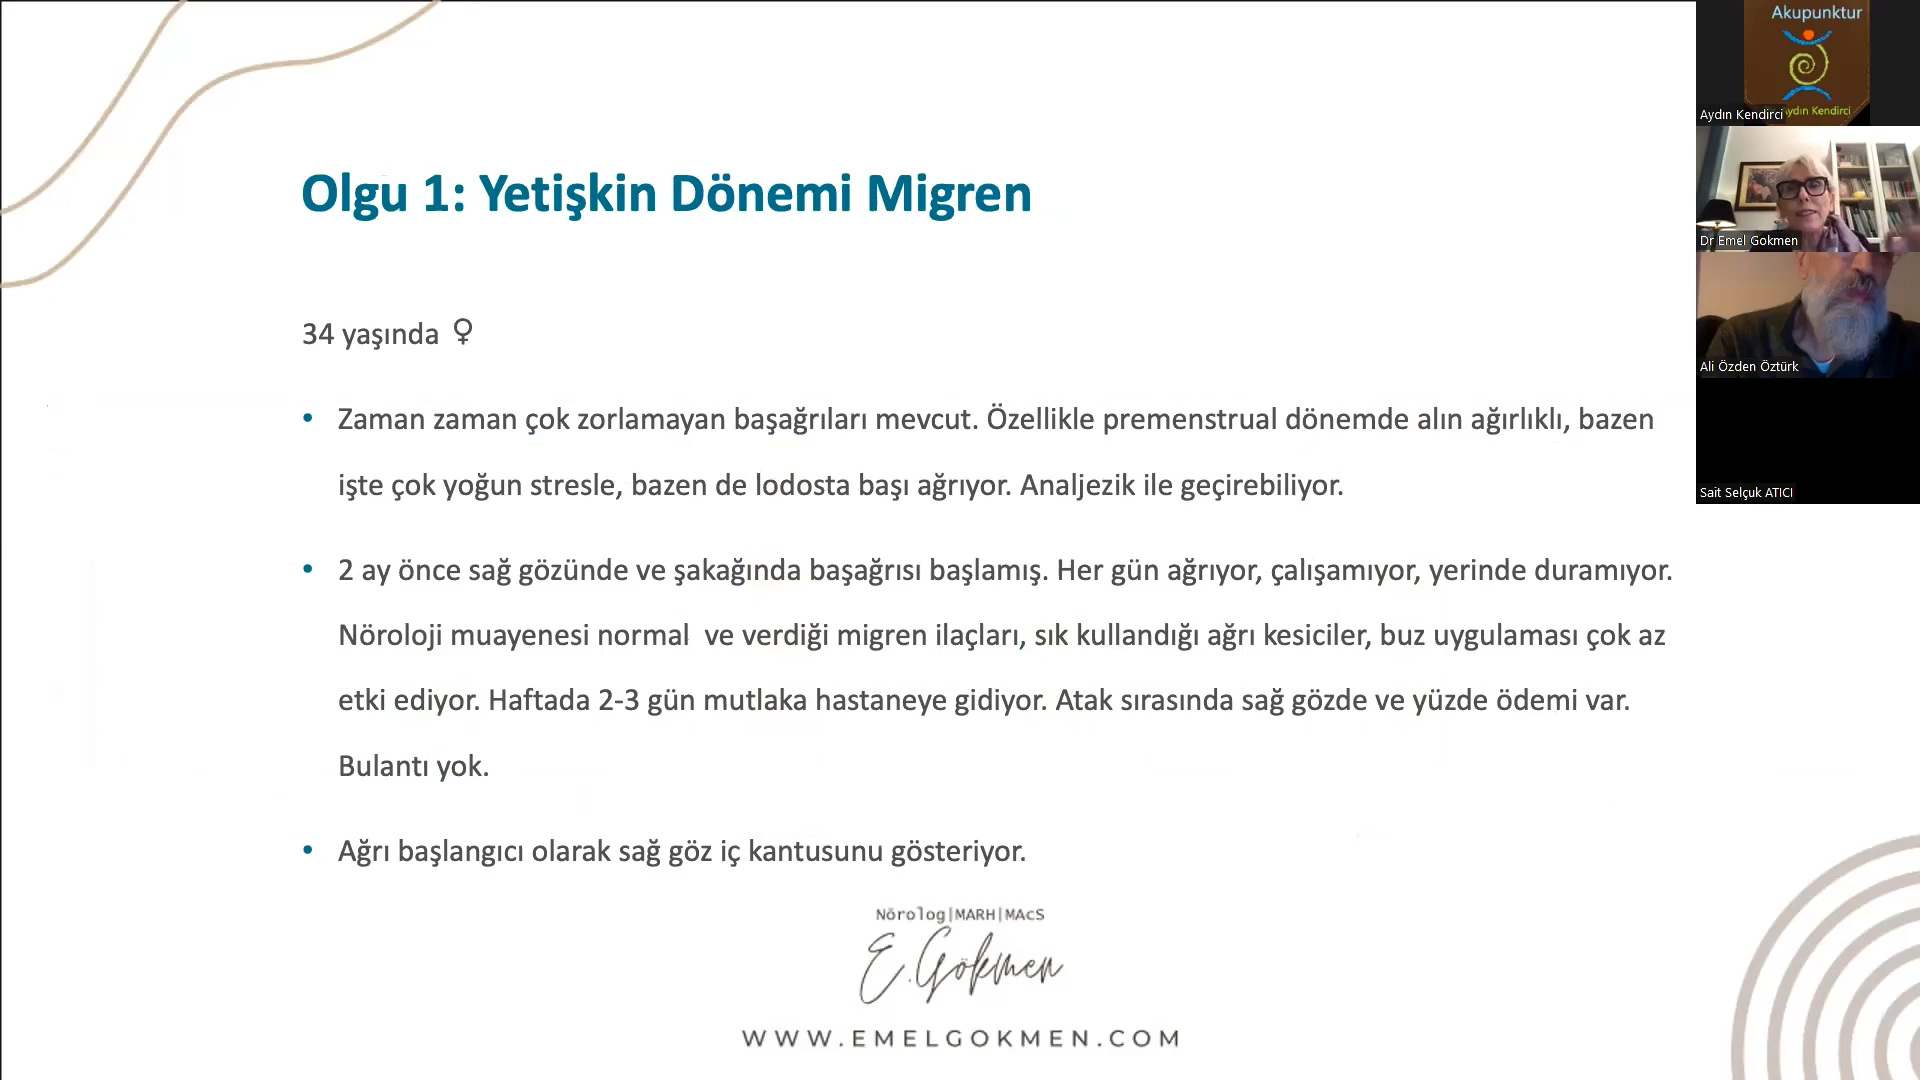 Olgu 1: Yetişkin Dönemi Migren
34 yaşında ♀
• Zaman zaman çok zorlamayan başağrıları mevcut. Özellikle premenstrual dönemde alın ağırlıklı, bazen
işte çok yoğun stresle, bazen de lodosta başı ağrıyor. Analjezik ile geçirebiliyor.
• 2 ay önce sağ gözünde ve şakağında başağrısı başlamış. Her gün ağrıyor, çalışamıyor, yerinde duramıyor.
Nöroloji muayenesi normal ve verdiği migren ilaçları, sık kullandığı ağrı kesiciler, buz uygulaması çok az
etki ediyor. Haftada 2-3 gün mutlaka hastaneye gidiyor. Atak sırasında sağ gözde ve yüzde ödemi var.
Bulantı yok.
• Ağrı başlangıcı olarak sağ göz iç kantusunu gösteriyor.
Nörolog|MARH|MAcS
E.Gökmen
WWW.EMELGOKMEN.COM
Akupunktur
Aydın Kendirci
Aydın Kendirci
Dr Emel Gokmen
Ali Özden Öztürk
Sait Selçuk ATICI